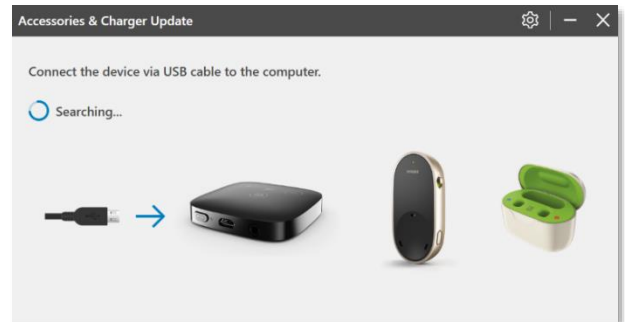 Accessories & Charger Update
Connect the device via USB cable to the computer.
Searching...